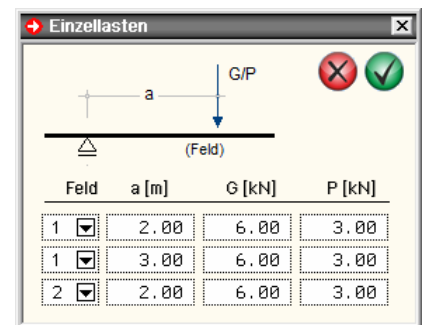 Einzellasten
G/P
a
(Feld)
Feld a [m] G [kN] P [kN]
1 2.00 6.00 3.00
1 3.00 6.00 3.00
2 2.00 6.00 3.00